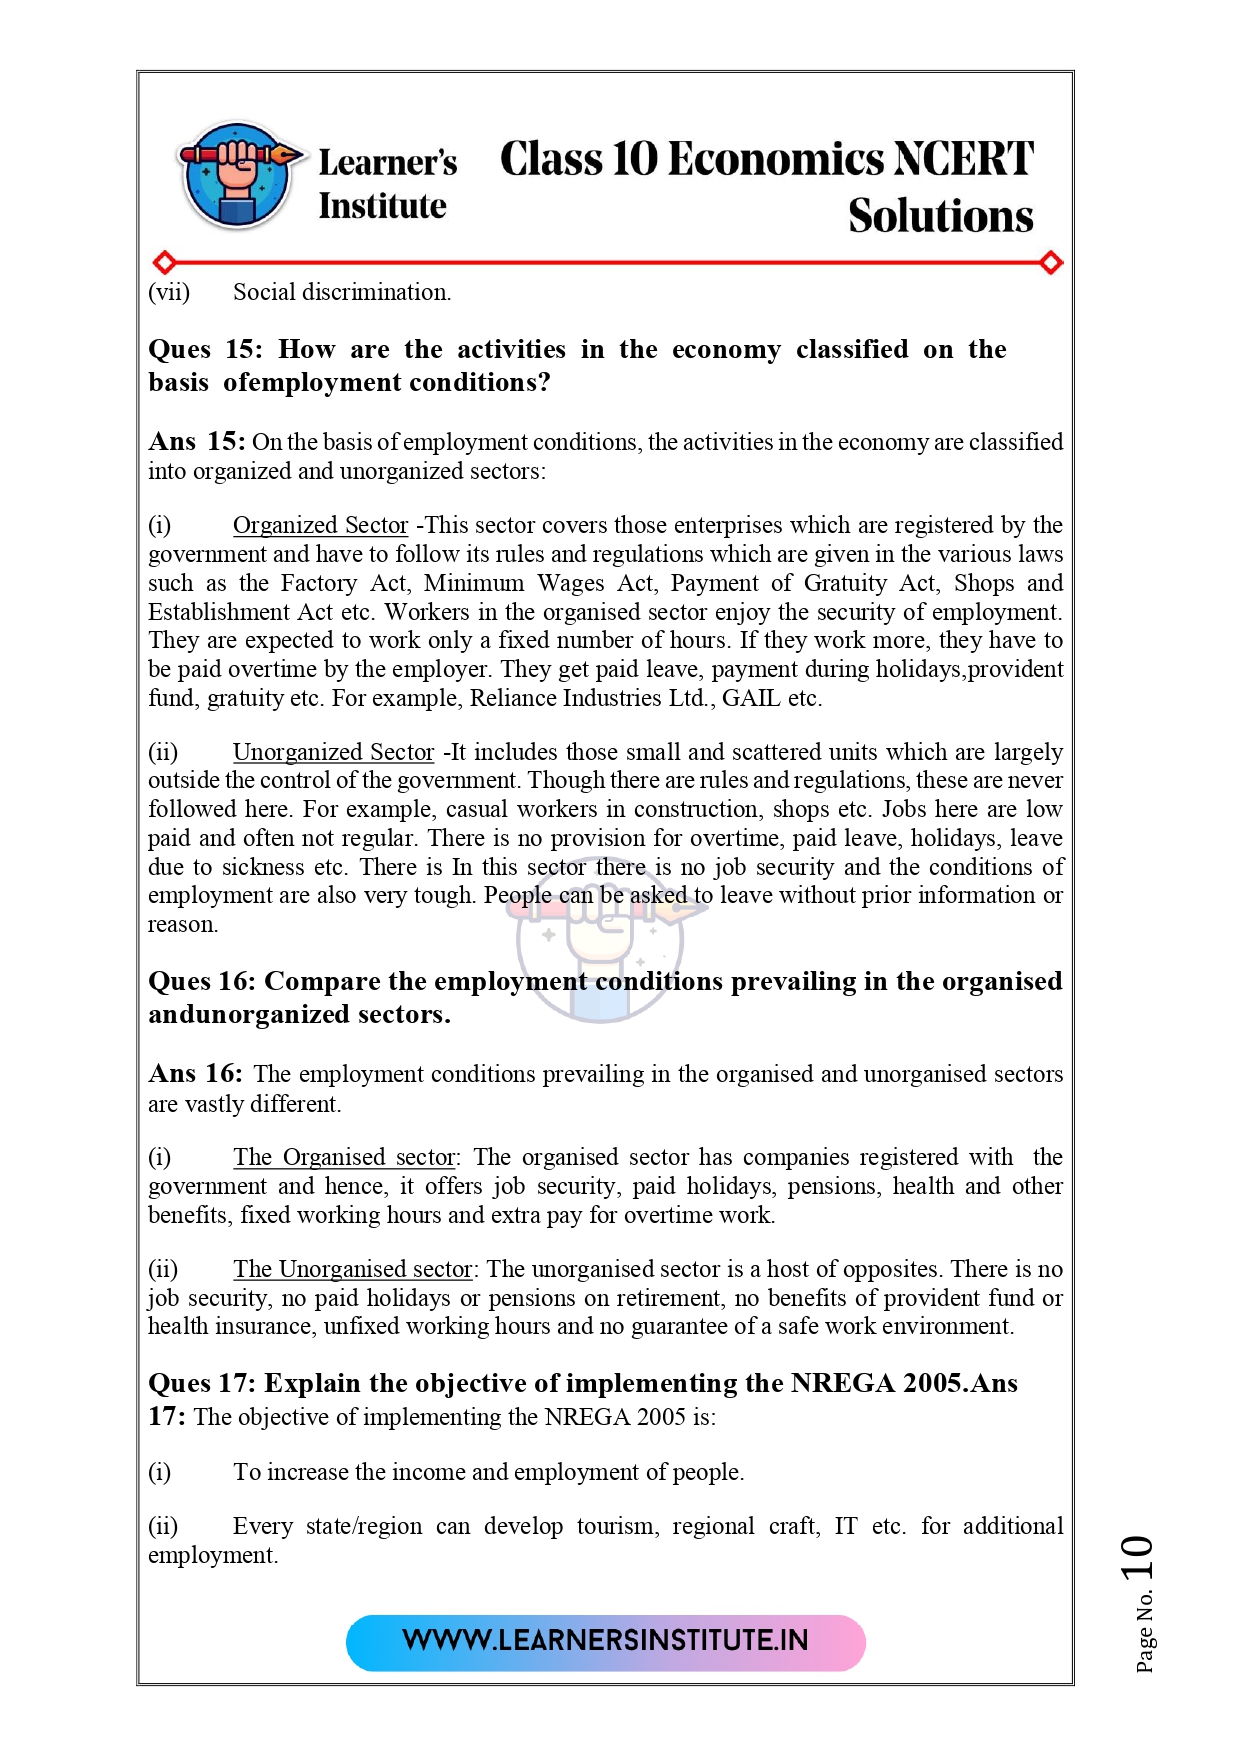 Learner's
Institute
Class 10 Economics NCERT
Solutions
(vii) Social discrimination.
Ques 15: How are the activities in the economy classified on the
basis ofemployment conditions?
Ans 15: On the basis of employment conditions, the activities in the economy are classified
into organized and unorganized sectors:
(i) Organized Sector -This sector covers those enterprises which are registered by the
government and have to follow its rules and regulations which are given in the various laws
such as the Factory Act, Minimum Wages Act, Payment of Gratuity Act, Shops and
Establishment Act etc. Workers in the organised sector enjoy the security of employment.
They are expected to work only a fixed number of hours. If they work more, they have to
be paid overtime by the employer. They get paid leave, payment during holidays,provident
fund, gratuity etc. For example, Reliance Industries Ltd., GAIL etc.
(ii) Unorganized Sector -It includes those small and scattered units which are largely
outside the control of the government. Though there are rules and regulations, these are never
followed here. For example, casual workers in construction, shops etc. Jobs here are low
paid and often not regular. There is no provision for overtime, paid leave, holidays, leave
due to sickness etc. There is In this sector there is no job security and the conditions of
employment are also very tough. People can be asked to leave without prior information or
reason.
Ques 16: Compare the employment conditions prevailing in the organised
andunorganized sectors.
Ans 16: The employment conditions prevailing in the organised and unorganised sectors
are vastly different.
(i) The Organised sector: The organised sector has companies registered with the
government and hence, it offers job security, paid holidays, pensions, health and other
benefits, fixed working hours and extra pay for overtime work.
(ii) The Unorganised sector: The unorganised sector is a host of opposites. There is no
job security, no paid holidays or pensions on retirement, no benefits of provident fund or
health insurance, unfixed working hours and no guarantee of a safe work environment.
Ques 17: Explain the objective of implementing the NREGA 2005.Ans
17: The objective of implementing the NREGA 2005 is:
(i) To increase the income and employment of people.
(ii) Every state/region can develop tourism, regional craft, IT etc. for additional
employment.
WWW.LEARNERSINSTITUTE.IN
Page No. 10